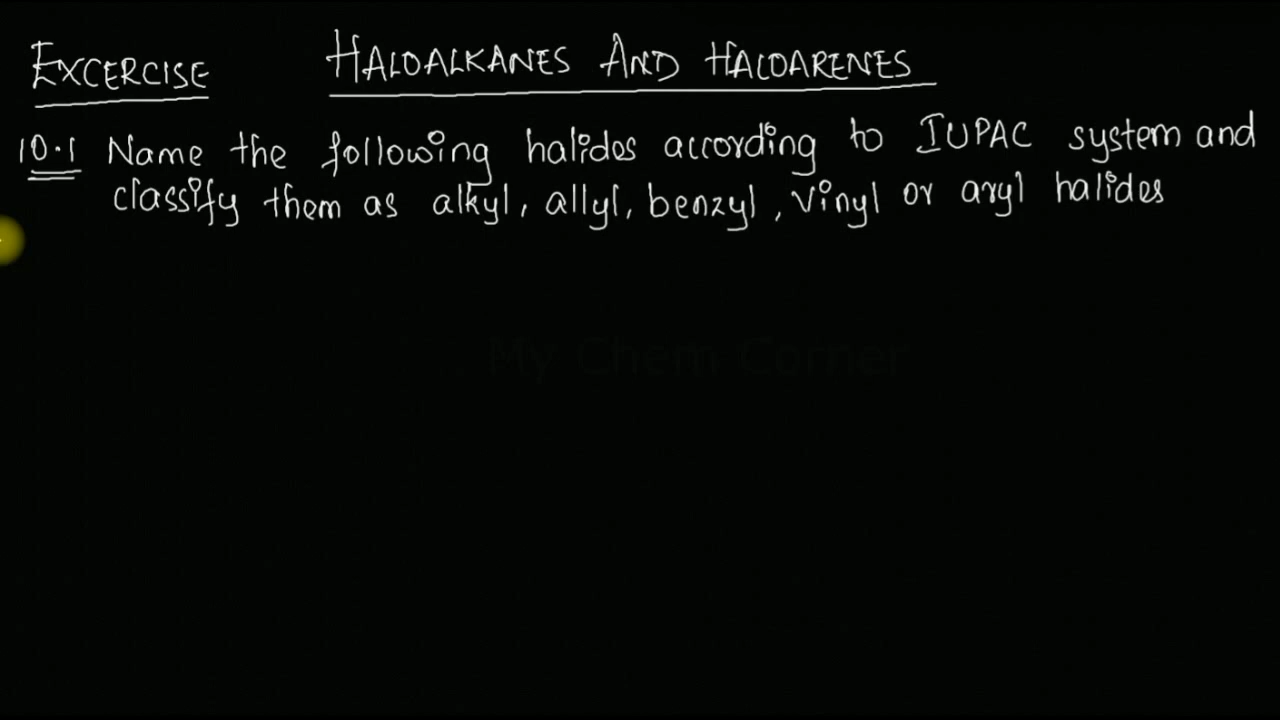 EXCERCISE HALOALKANES AND HALOARENES
10.1 Name the following halides according to IUPAC system and
classify them as alkyl, allyl, benzyl, vinyl or aryl halides
My Chem Corner